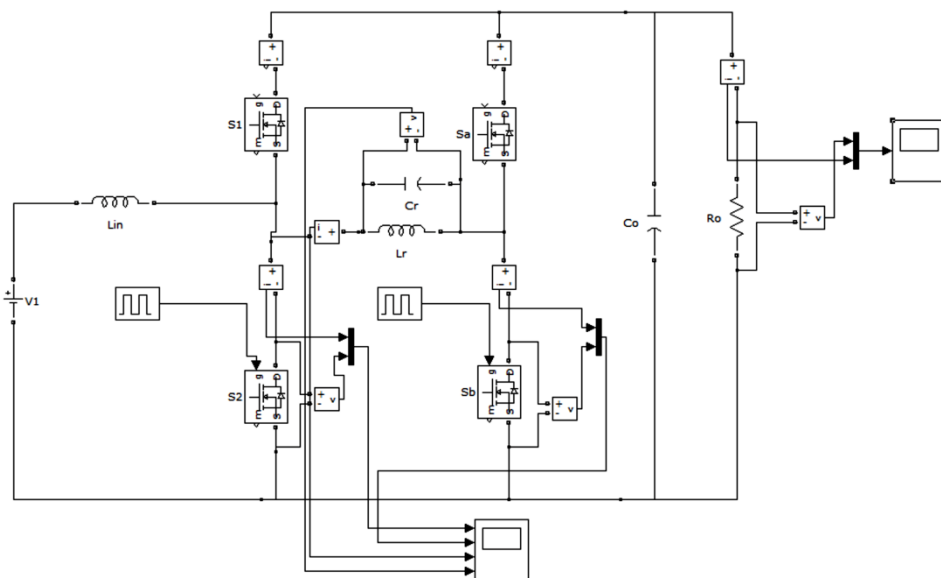 + i -
+ i -
+ i -
S1
g D
m S
Sa
g D
m S
v + -
Cr
Lin
i - +
Lr
Co
Ro
+ - v
+ i -
+ i -
+ V1
S2
g D
m S
+ - v
Sb
g D
m S
+ - v